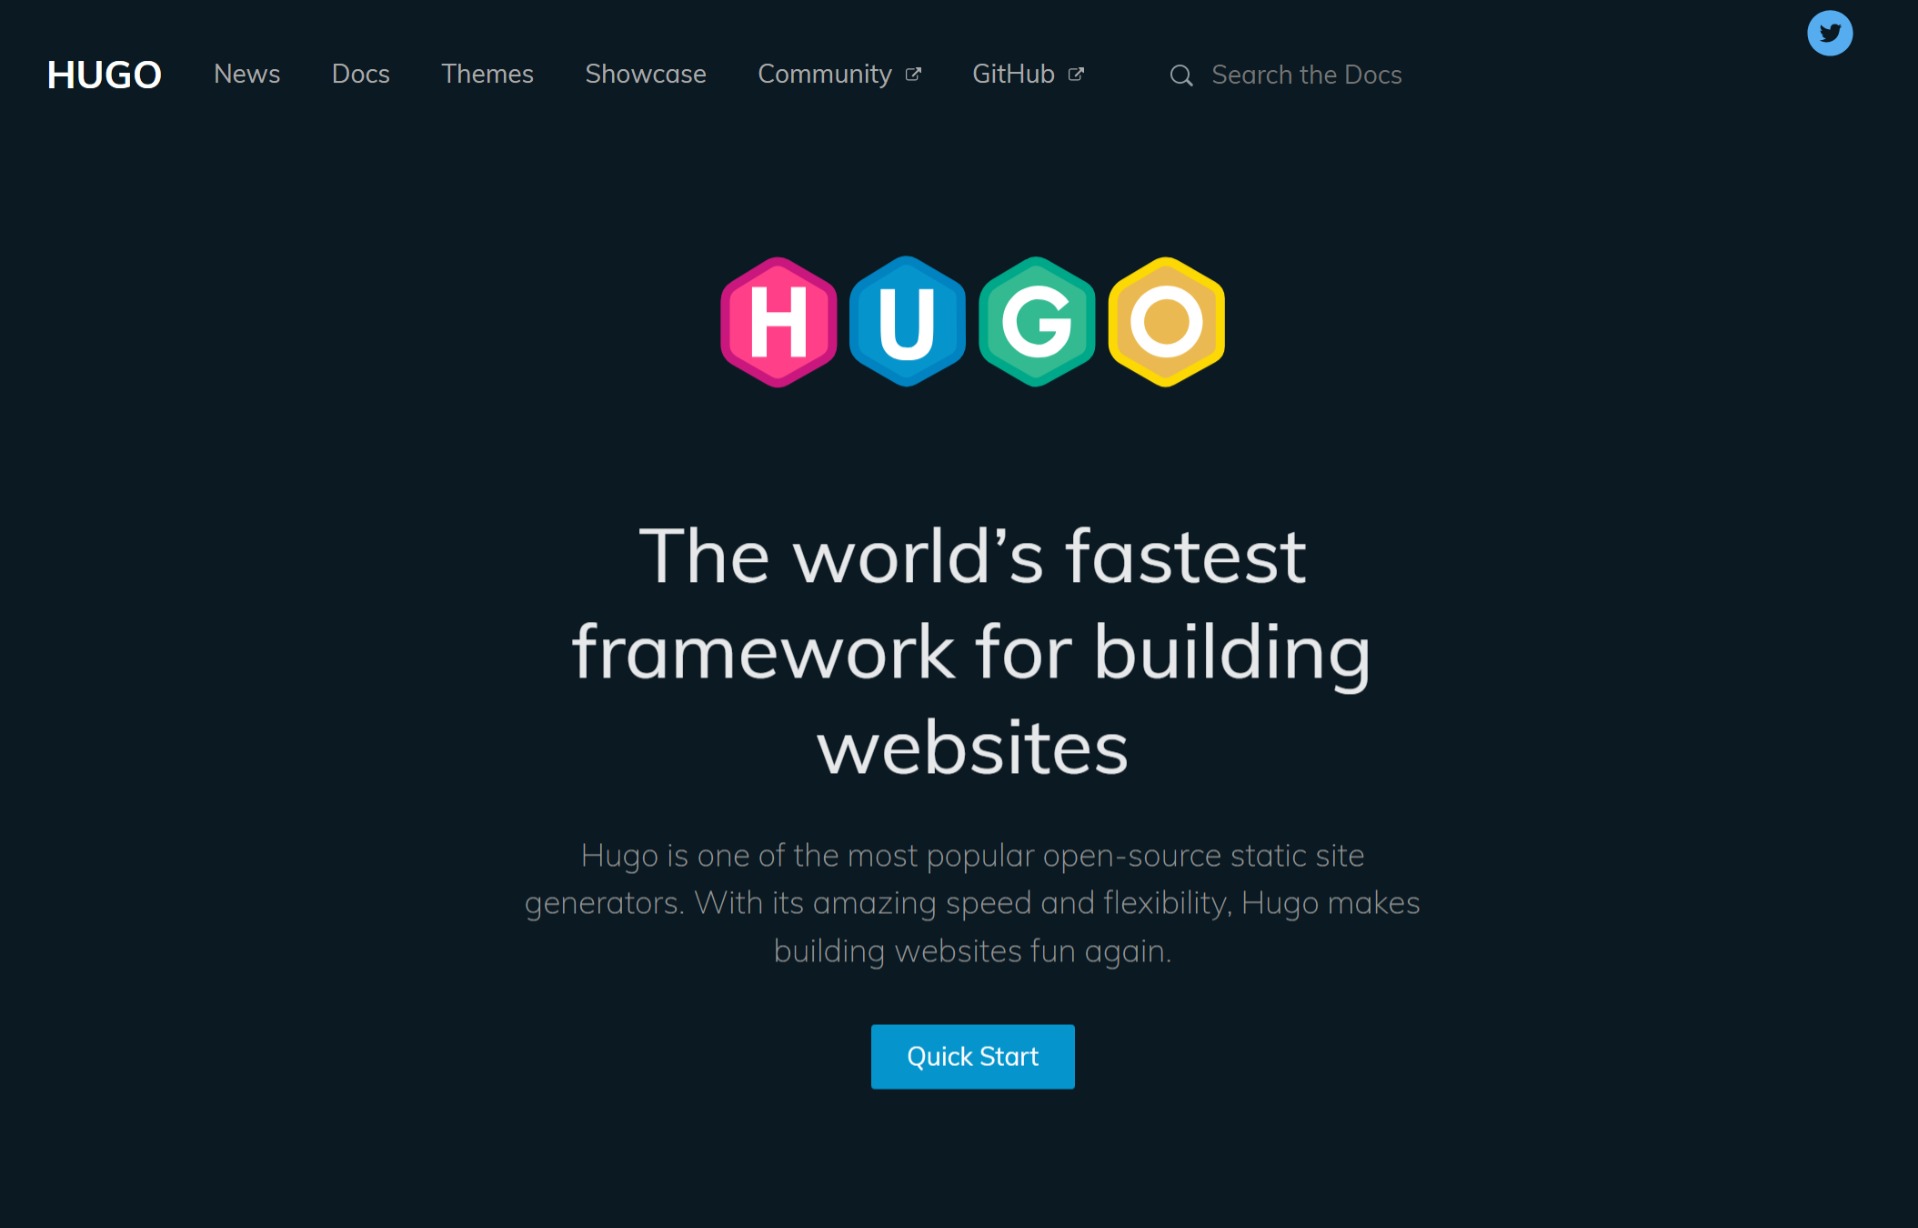 HUGO News Docs Themes Showcase Community GitHub Search the Docs
HUGO
The world’s fastest
framework for building
websites
Hugo is one of the most popular open-source static site
generators. With its amazing speed and flexibility, Hugo makes
building websites fun again.
Quick Start